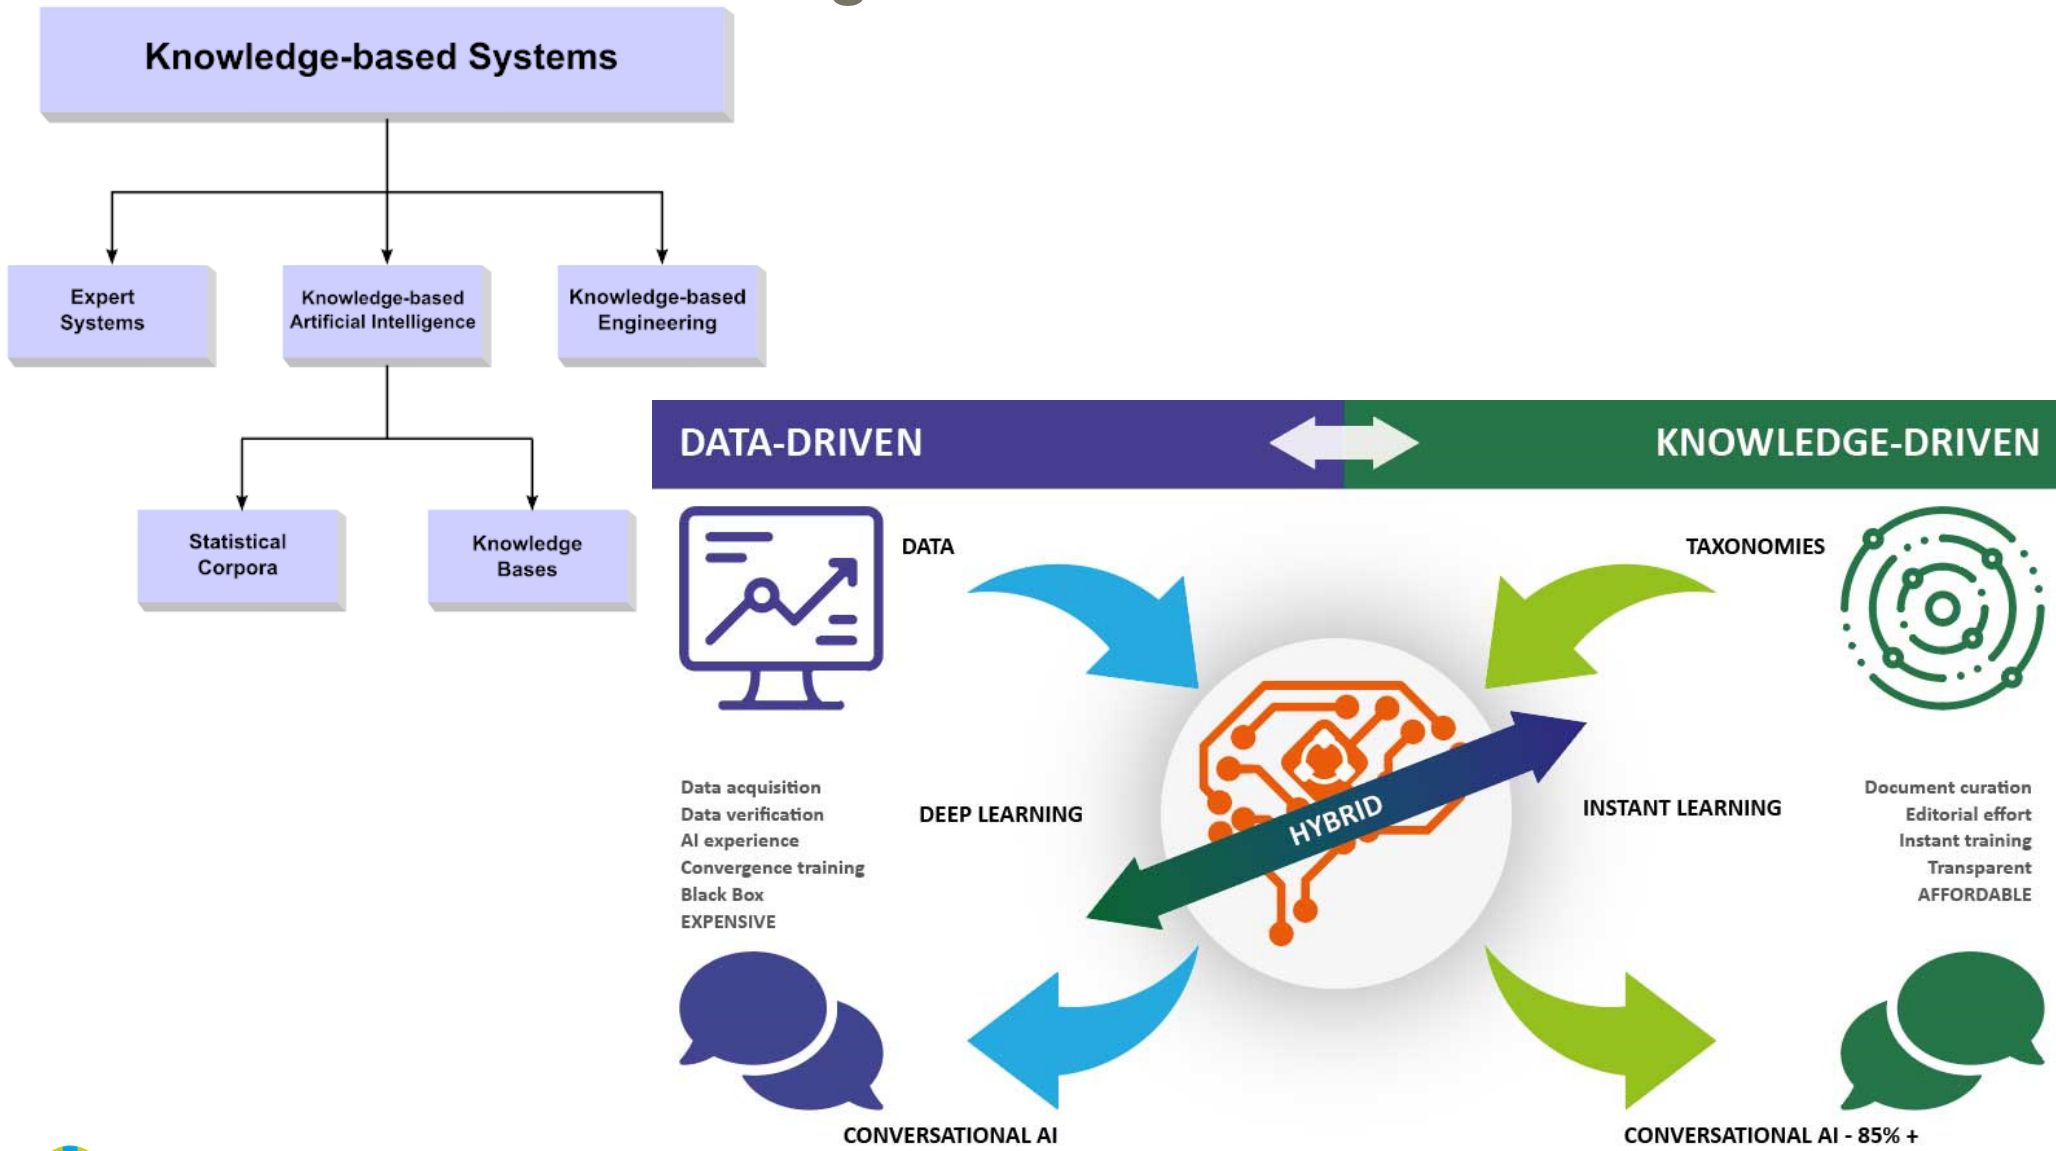 Knowledge-based Systems
Expert
Systems
Knowledge-based
Artificial Intelligence
Knowledge-based
Engineering
Statistical
Corpora
Knowledge
Bases
DATA-DRIVEN
KNOWLEDGE-DRIVEN
DATA
TAXONOMIES
Data acquisition
Data verification
AI experience
Convergence training
Black Box
EXPENSIVE
DEEP LEARNING
HYBRID
INSTANT LEARNING
Document curation
Editorial effort
Instant training
Transparent
AFFORDABLE
CONVERSATIONAL AI
CONVERSATIONAL AI - 85% +